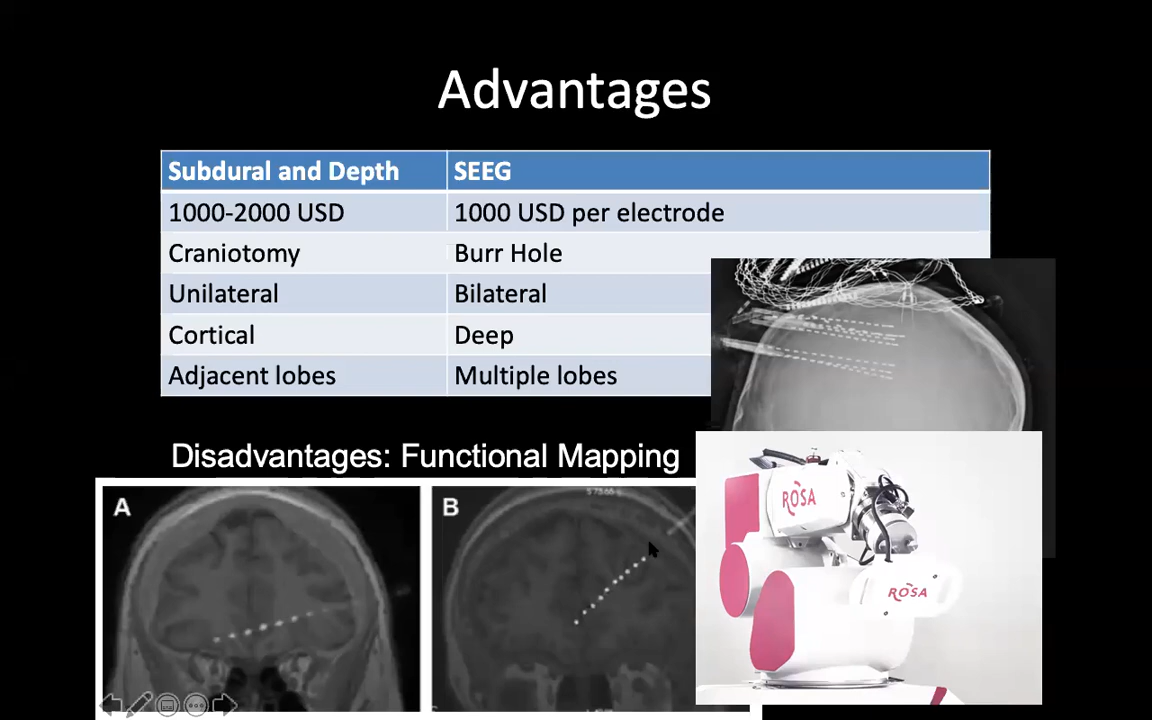 Advantages
Subdural and Depth SEEG
1000-2000 USD 1000 USD per electrode
Craniotomy Burr Hole
Unilateral Bilateral
Cortical Deep
Adjacent lobes Multiple lobes
Disadvantages: Functional Mapping
A B
ROSA
ROSA